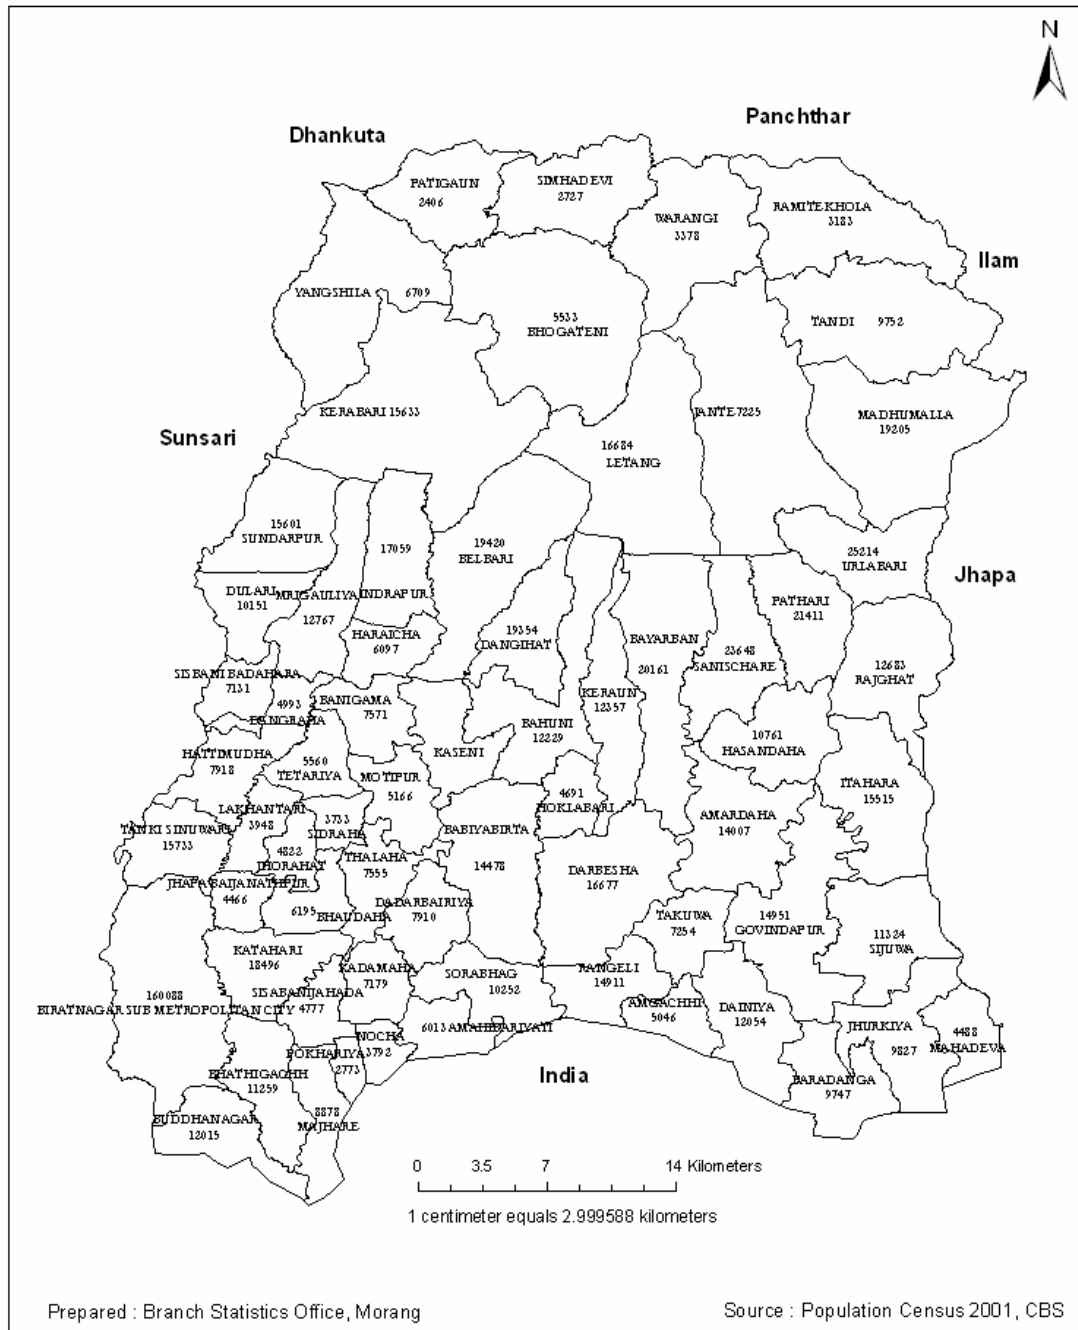 N
Panchthar
Dhankuta
PATIGAUN
2406
SIMHADEVI
2727
WARANGI
3378
RAMITEKHOLA
3183
Ilam
YANGSHILA 6709
5533
BHOGATENI
TANDI 9752
KERABARI 15633
JANTE 7225
MADHUMALLA
19205
Sunsari
16684
LETANG
15601
SUNDARPUR
17059
INDRAPUR
19420
BELBARI
25214
URLABARI
Jhapa
DULARI
10151
MRIGAULIYA
12767
HARAICHA
6097
19354
DANGIHAT
BAYARBAN
20161
23648
SANISCHARE
PATHARI
21411
12683
RAJGHAT
SISBANI BADAHARA
7131
4993
DANGRAHA
BANIGAMA
7571
KERAUN
12357
BAHUNI
12229
KASENI
10761
HASANDAHA
HATTIMUDHA
7918
5560
TETARIYA
MOTIPUR
5166
4691
HOKLABARI
ITAHARA
15515
LAKHANTARI
3948
3733
SIDRAHA
BABIYABIRTA
14478
AMARDAHA
14007
TANKI SINUWARI
15733
4822
JHORAHAT
THALAHA
7555
DARBESHA
16677
JHAPA BAIJANATHPUR
4466
6195
BHAUDAHA
DADARBAIRIYA
7910
TAKUWA
7254
14951
GOVINDAPUR
11324
SIJUWA
KATAHARI
18496
KADAMAHA
7179
SORABHAG
10252
RANGELI
14911
SISABANIJAHADA
4777
160088
BIRATNAGAR SUB METROPOLITAN CITY
AMGACHHI
5046
DAINIYA
12054
6013 AMAHIBARIYATI
NOCHA
3792
JHURKIYA
9827
4488
MAHADEVA
POKHARIYA
2773
BHATHIGACHH
11259
India
BARADANGA
9747
8878
MAJHARE
BUDDHANAGAR
12015
0 3.5 7 14 Kilometers
1 centimeter equals 2.999588 kilometers
Prepared : Branch Statistics Office, Morang
Source : Population Census 2001, CBS